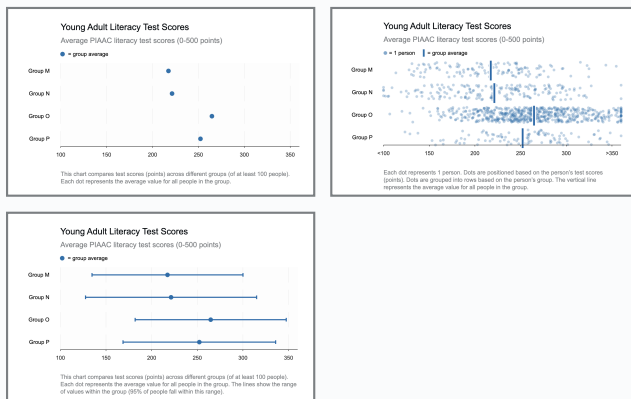 Young Adult Literacy Test Scores
Average PIAAC literacy test scores (0-500 points)
= group average
Group M
Group N
Group O
Group P
100 150 200 250 300 350
This chart compares test scores (points) across different groups (of at least 100 people).
Each dot represents the average value for all people in the group.
Young Adult Literacy Test Scores
Average PIAAC literacy test scores (0-500 points)
= 1 person = group average
Group M
Group N
Group O
Group P
<100 150 200 250 300 >350
Each dot represents 1 person. Dots are positioned based on the person's test scores
(points). Dots are grouped into rows based on the person's group. The vertical line
represents the average value for all people in the group.
Young Adult Literacy Test Scores
Average PIAAC literacy test scores (0-500 points)
= group average
Group M
Group N
Group O
Group P
100 150 200 250 300 350
This chart compares test scores (points) across different groups (of at least 100 people).
Each dot represents the average value for all people in the group. The lines show the range
of values within the group (95% of people fall within this range).